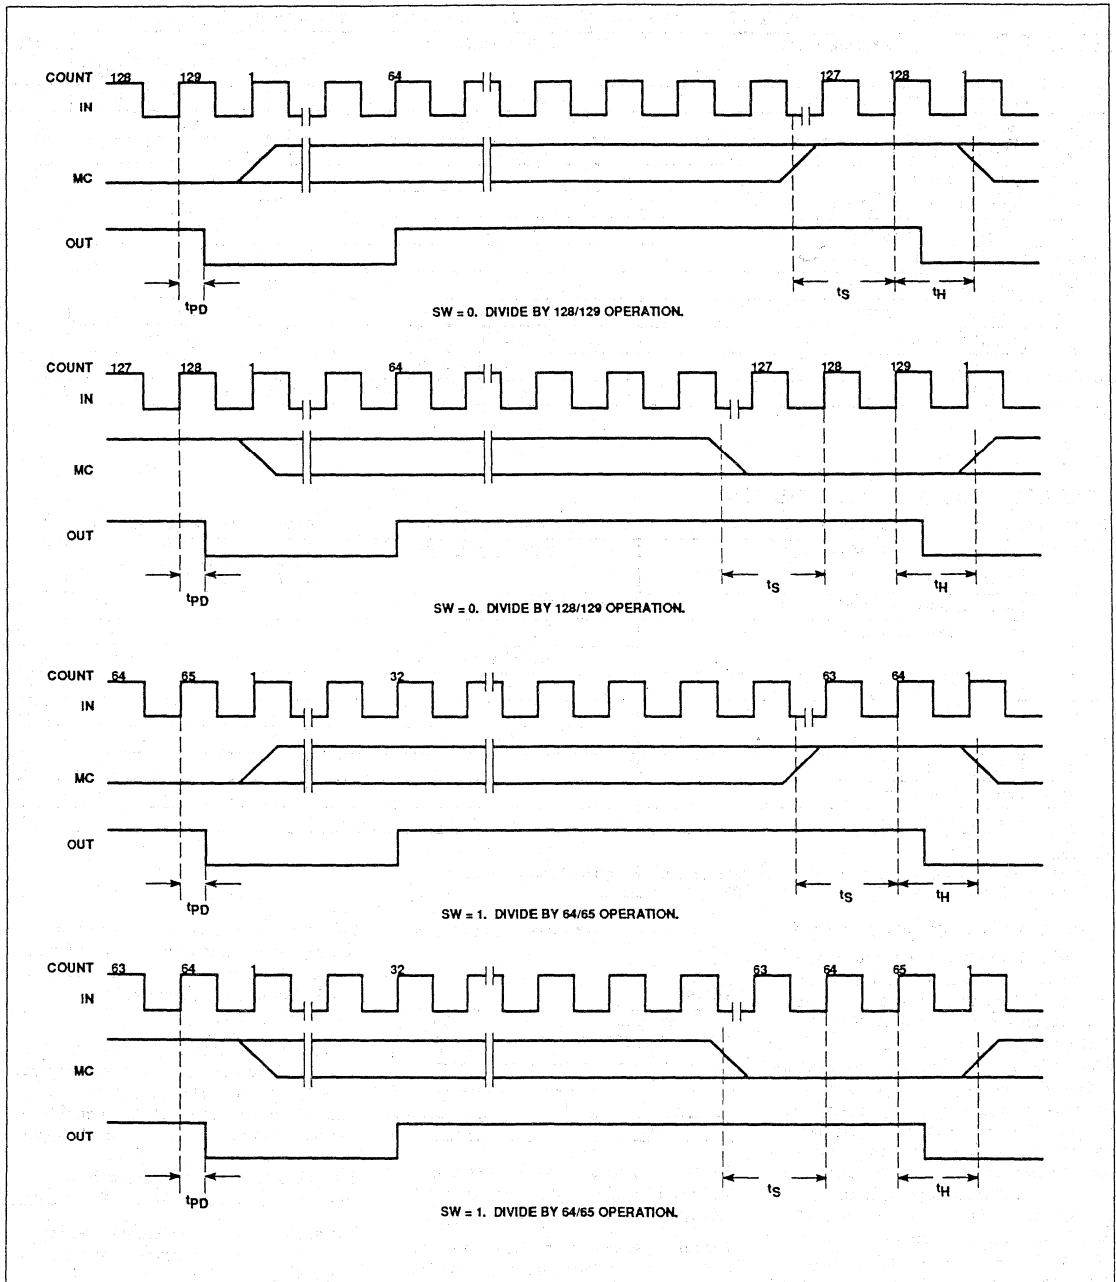 COUNT 128 129 1 64 127 128 1
IN
MC
OUT
tPD tS tH
SW = 0. DIVIDE BY 128/129 OPERATION.
COUNT 127 128 1 64 127 128 129 1
IN
MC
OUT
tPD tS tH
SW = 0. DIVIDE BY 128/129 OPERATION.
COUNT 64 65 1 32 63 64 1
IN
MC
OUT
tPD tS tH
SW = 1. DIVIDE BY 64/65 OPERATION.
COUNT 63 64 1 32 63 64 65 1
IN
MC
OUT
tPD tS tH
SW = 1. DIVIDE BY 64/65 OPERATION.